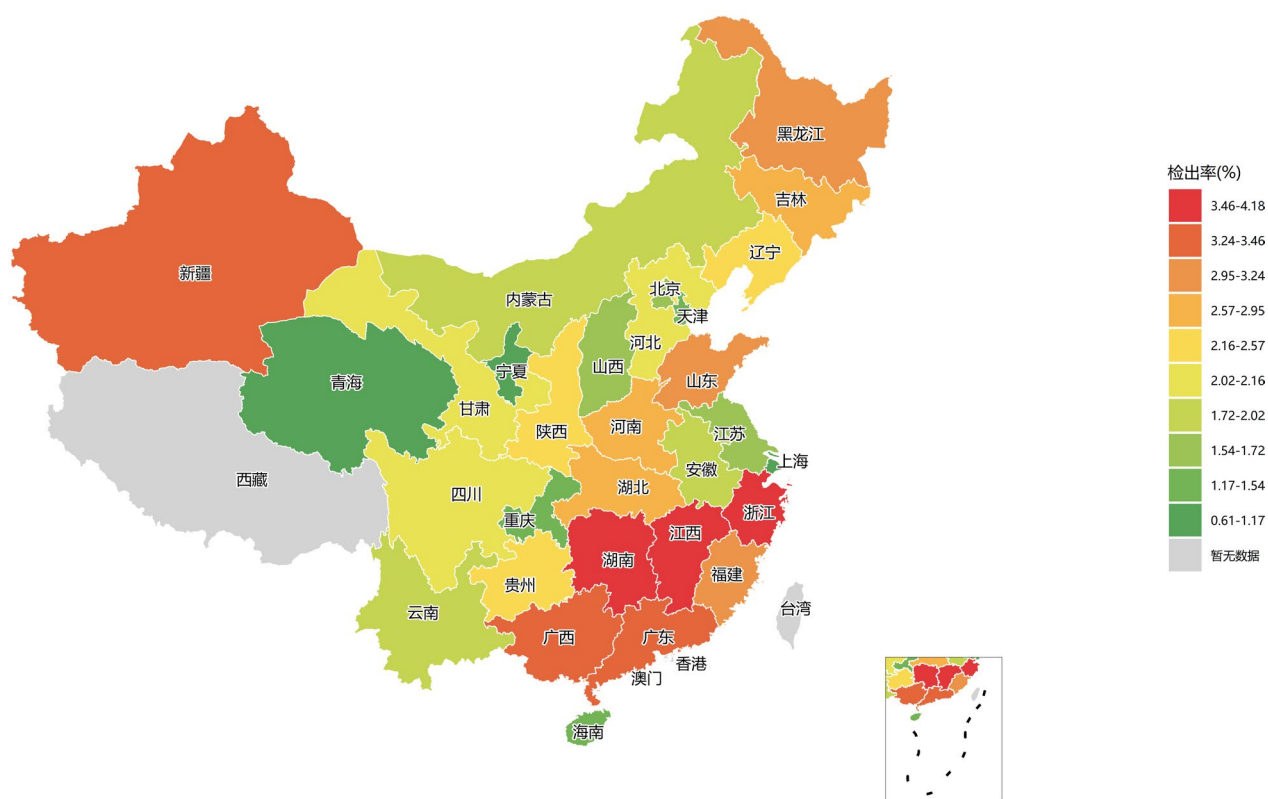 黑龙江
检出率(%)
吉林
3.46-4.18
3.24-3.46
辽宁
新疆
2.95-3.24
北京
内蒙古
2.57-2.95
天津
河北
2.16-2.57
山西
宁夏
山东
青海
2.02-2.16
甘肃
1.72-2.02
河南
陕西
江苏
1.54-1.72
上海
安徽
西藏
1.17-1.54
湖北
四川
浙江
重庆
0.61-1.17
江西
暂无数据
湖南
福建
贵州
台湾
云南
广西
广东
香港
澳门
海南